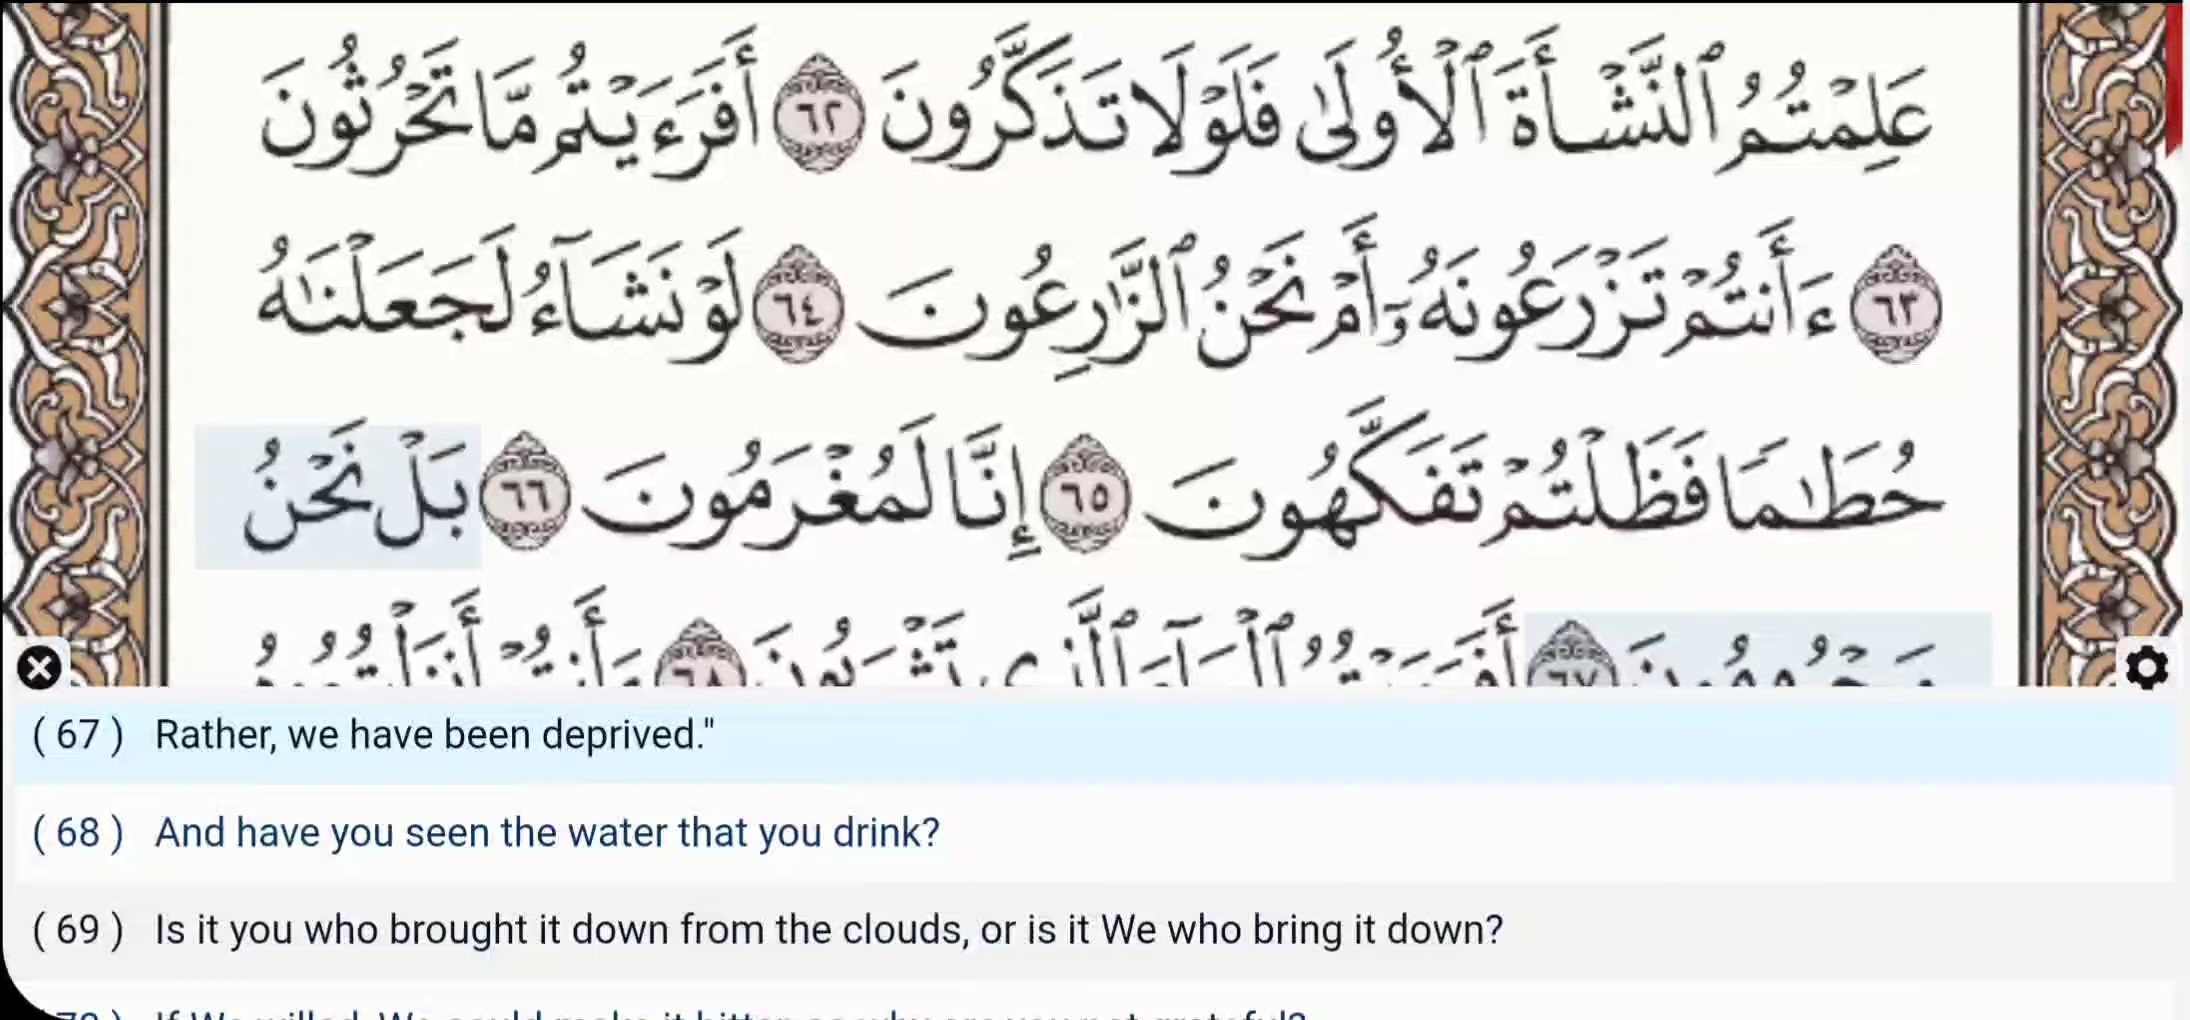 عَلِمْتُمُ ٱلنَّشْأَةَ ٱلْأُولَىٰ فَلَوْلَا تَذَكَّرُونَ ٦٢ أَفَرَءَيْتُم مَّا تَحْرُثُونَ
٦٣ ءَأَنتُمْ تَزْرَعُونَهُۥٓ أَمْ نَحْنُ ٱلزَّٰرِعُونَ ٦٤ لَوْ نَشَآءُ لَجَعَلْنَٰهُ
حُطَٰمًا فَظَلْتُمْ تَفَكَّهُونَ ٦٥ إِنَّا لَمُغْرَمُونَ ٦٦ بَلْ نَحْنُ
( 67 ) Rather, we have been deprived."
( 68 ) And have you seen the water that you drink?
( 69 ) Is it you who brought it down from the clouds, or is it We who bring it down?